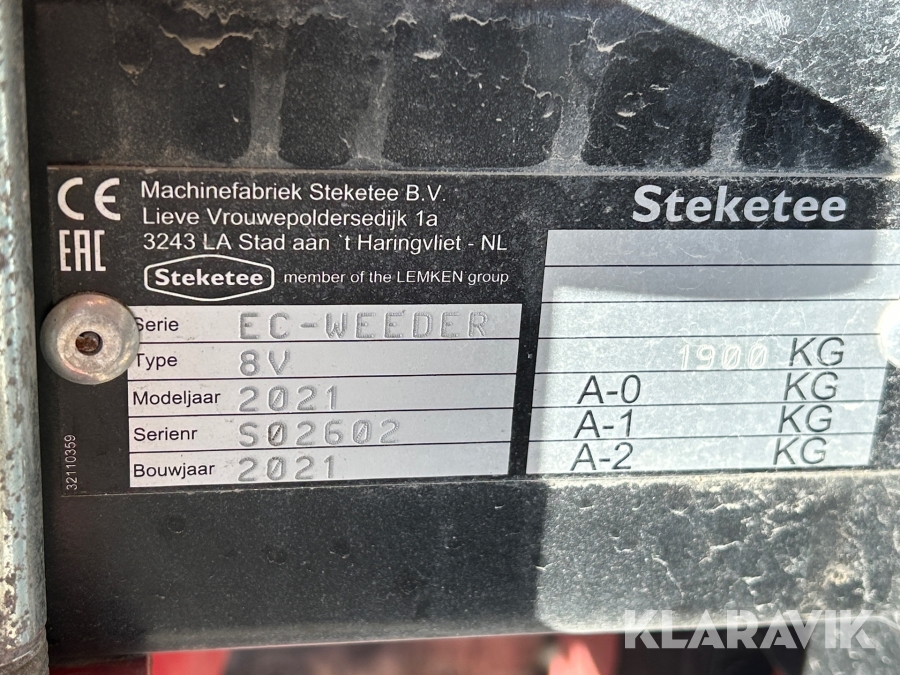 CE
EAC
Machinefabriek Steketee B.V.
Lieve Vrouwepoldersedijk 1a
3243 LA Stad aan 't Haringvliet - NL
Steketee member of the LEMKEN group
Steketee
Serie EC-WEEDER
Type 8V
Modeljaar 2021
Serienr S02602
Bouwjaar 2021
1900 KG
A-0 KG
A-1 KG
A-2 KG
32110359
KLARAVIK